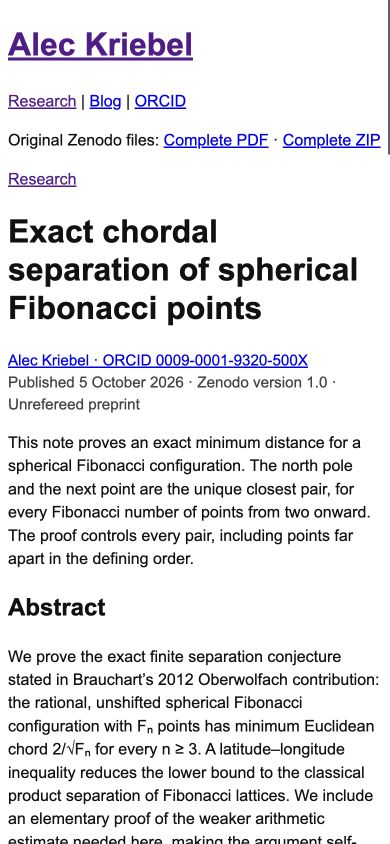 Alec Kriebel
Research | Blog | ORCID
Original Zenodo files: Complete PDF · Complete ZIP
Research
Exact chordal
separation of spherical
Fibonacci points
Alec Kriebel · ORCID 0009-0001-9320-500X
Published 5 October 2026 · Zenodo version 1.0 ·
Unrefereed preprint
This note proves an exact minimum distance for a
spherical Fibonacci configuration. The north pole
and the next point are the unique closest pair, for
every Fibonacci number of points from two onward.
The proof controls every pair, including points far
apart in the defining order.
Abstract
We prove the exact finite separation conjecture
stated in Brauchart’s 2012 Oberwolfach contribution:
the rational, unshifted spherical Fibonacci
configuration with Fₙ points has minimum Euclidean
chord 2/√Fₙ for every n ≥ 3. A latitude–longitude
inequality reduces the lower bound to the classical
product separation of Fibonacci lattices. We include
an elementary proof of the weaker arithmetic
estimate needed here, making the argument self-